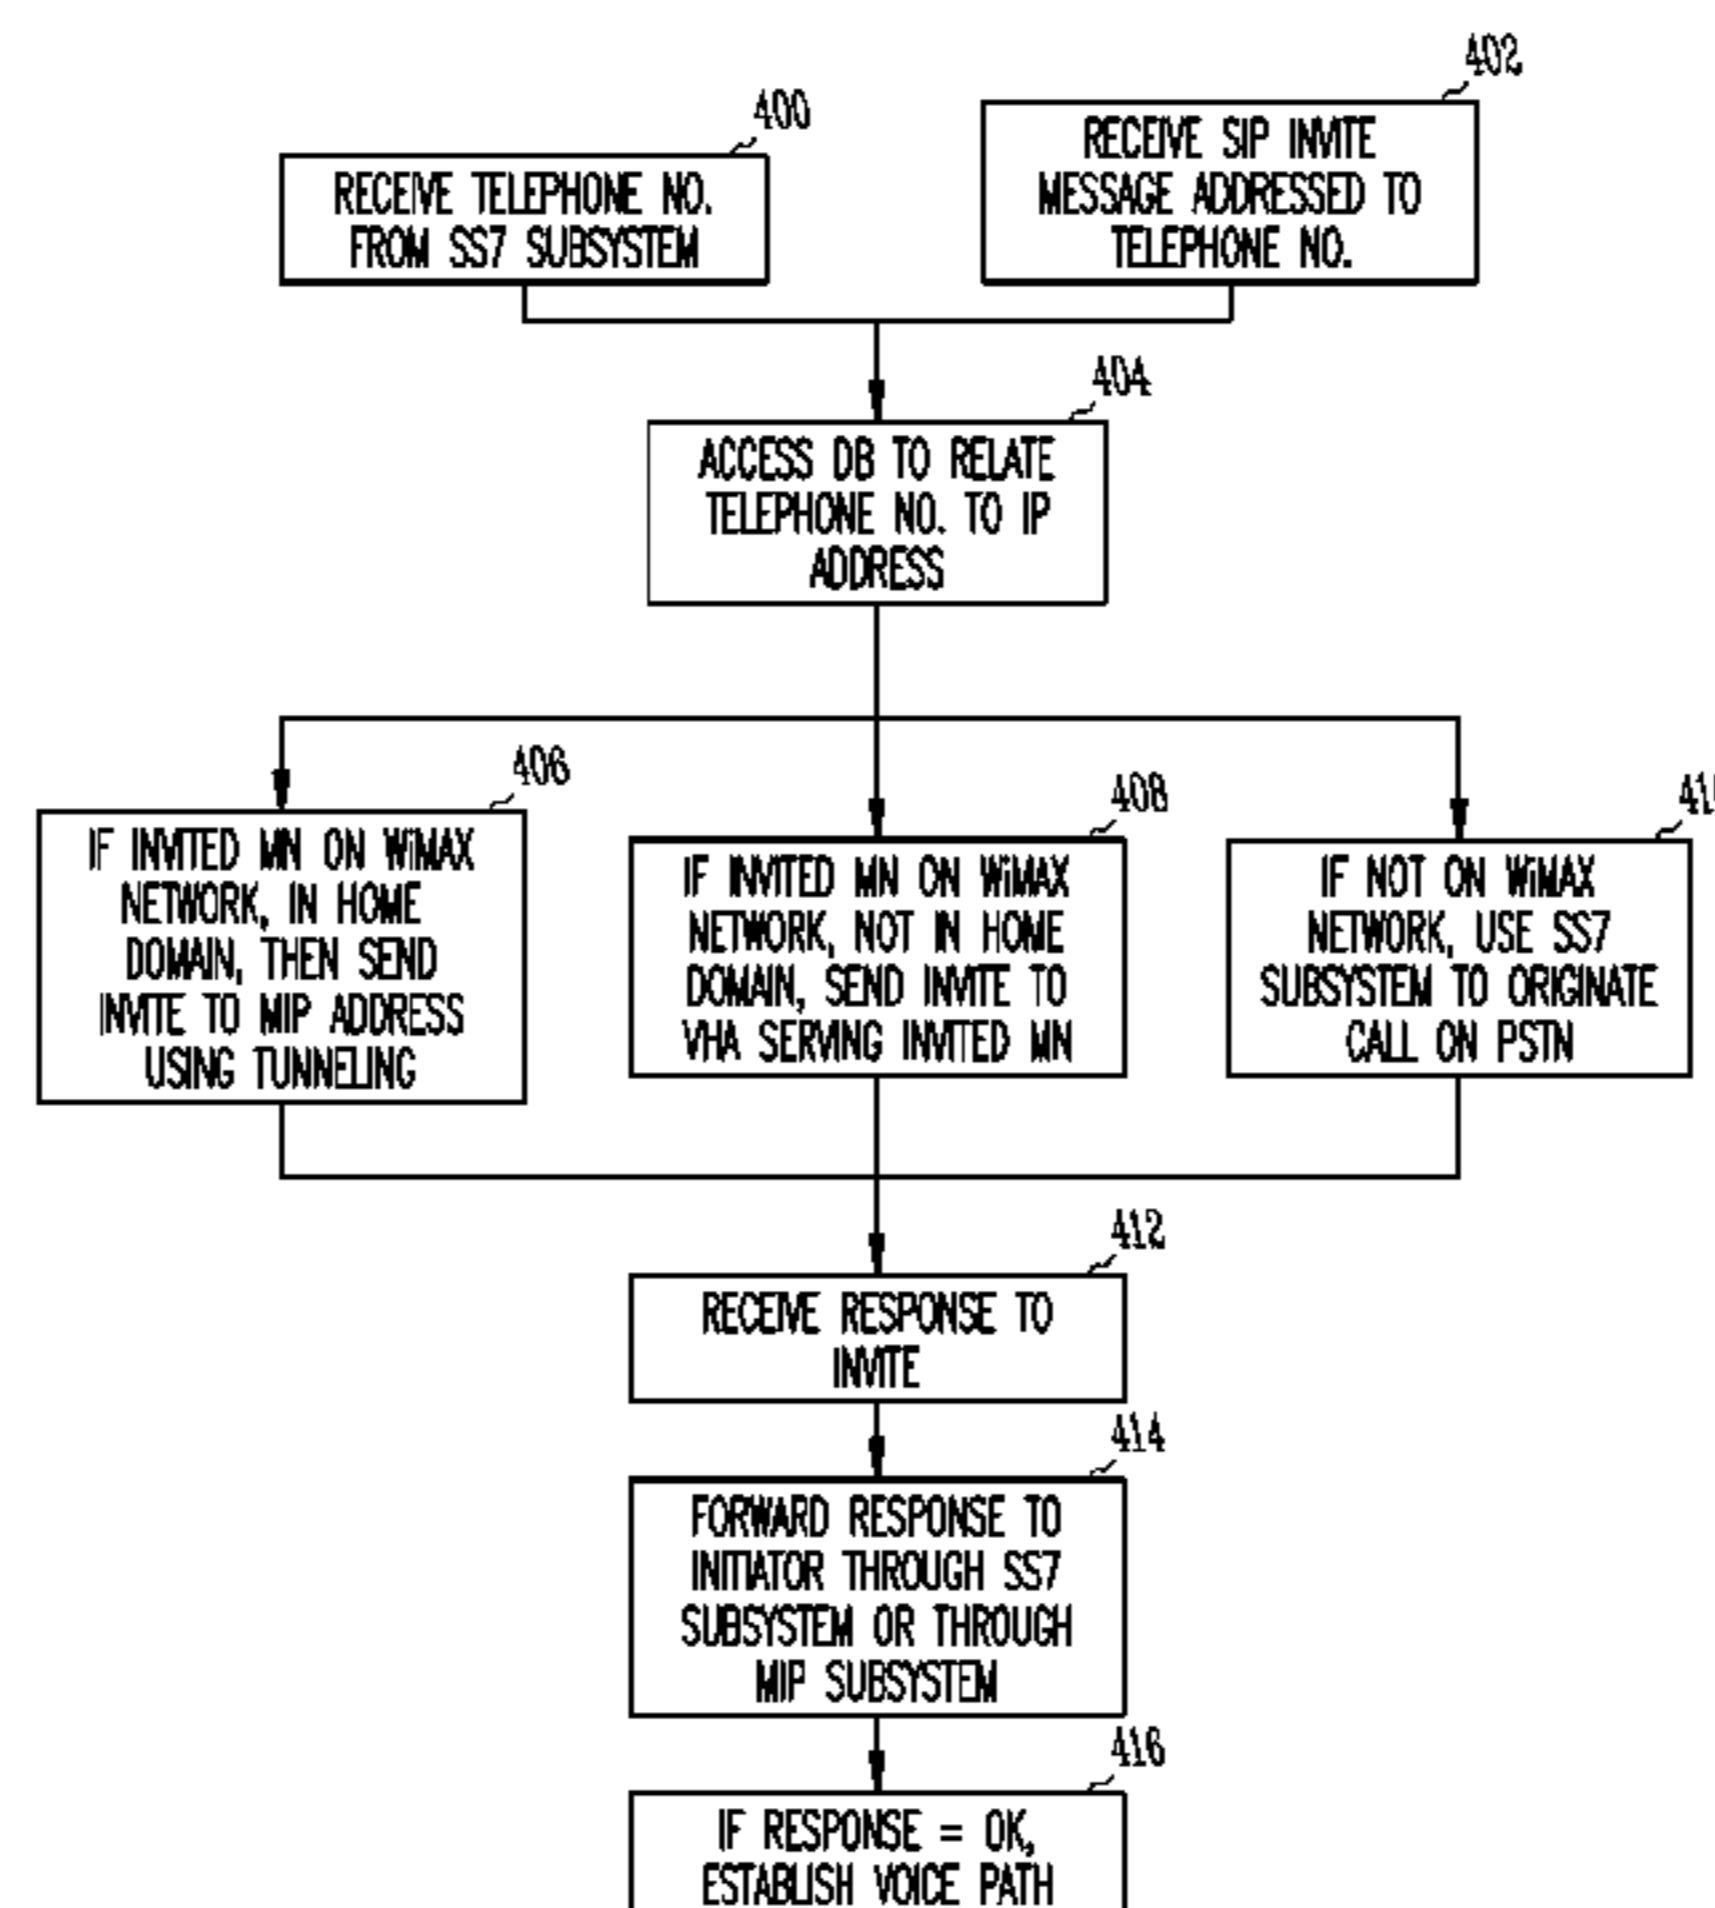 400
RECEIVE TELEPHONE NO.
FROM SS7 SUBSYSTEM
402
RECEIVE SIP INVITE
MESSAGE ADDRESSED TO
TELEPHONE NO.
404
ACCESS DB TO RELATE
TELEPHONE NO. TO IP
ADDRESS
406
IF INVITED MN ON WiMAX
NETWORK, IN HOME
DOMAIN, THEN SEND
INVITE TO MIP ADDRESS
USING TUNNELING
408
IF INVITED MN ON WiMAX
NETWORK, NOT IN HOME
DOMAIN, SEND INVITE TO
VHA SERVING INVITED MN
IF NOT ON WiMAX
NETWORK, USE SS7
SUBSYSTEM TO ORIGINATE
CALL ON PSTN
412
RECEIVE RESPONSE TO
INVITE
414
FORWARD RESPONSE TO
INITIATOR THROUGH SS7
SUBSYSTEM OR THROUGH
MIP SUBSYSTEM
416
IF RESPONSE = OK,
ESTABLISH VOICE PATH